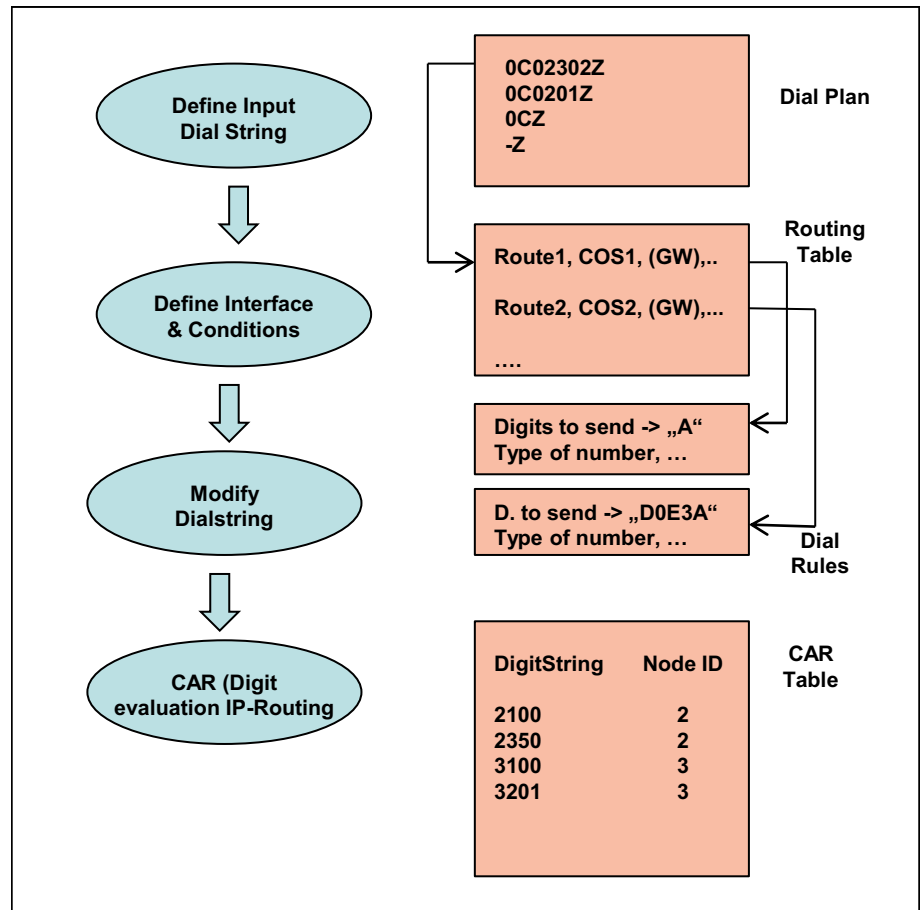 Define Input
Dial String
0C02302Z
0C0201Z
0CZ
-Z
Dial Plan
Define Interface
& Conditions
Route1, COS1, (GW),..
Route2, COS2, (GW),...
....
Routing
Table
Modify
Dialstring
Digits to send -> „A“
Type of number, …
D. to send -> „D0E3A“
Type of number, …
Dial
Rules
CAR (Digit
evaluation IP-Routing
DigitString Node ID
2100 2
2350 2
3100 3
3201 3
CAR
Table